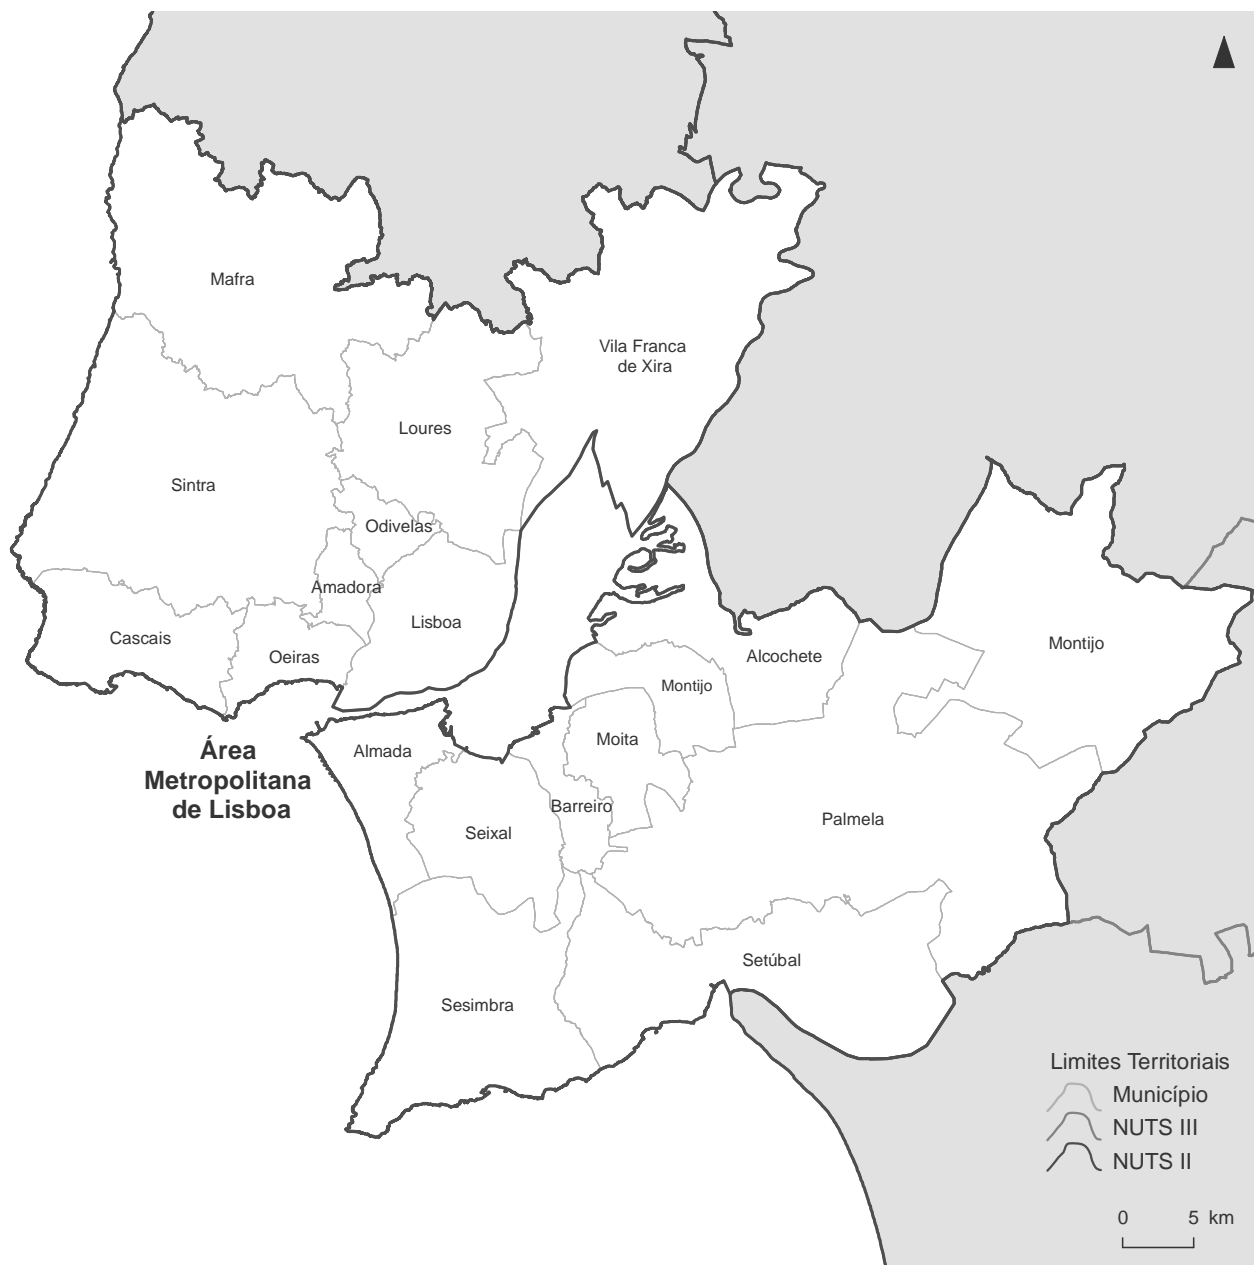 Mafra
Vila Franca
de Xira
Loures
Sintra
Odivelas
Amadora
Lisboa
Cascais
Oeiras
Alcochete
Montijo
Montijo
Moita
Almada
Área
Metropolitana
de Lisboa
Barreiro
Seixal
Palmela
Setúbal
Sesimbra
Limites Territoriais
Município
NUTS III
NUTS II
0 5 km